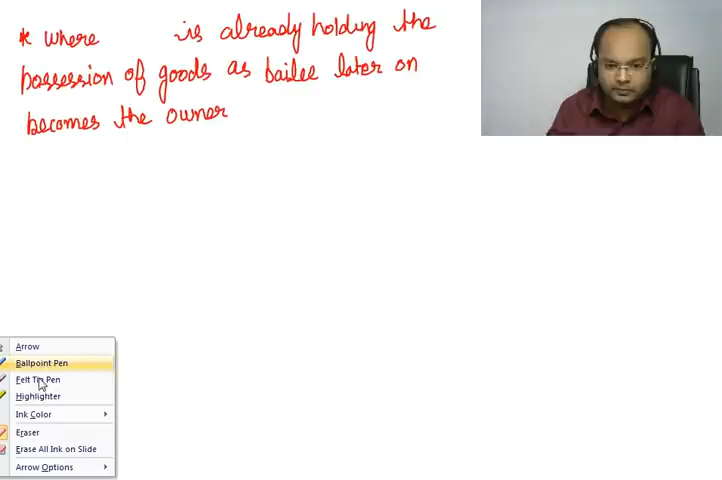 * where is already holding the
possession of goods as bailee later on
becomes the owner
Arrow
Ballpoint Pen
Felt Tip Pen
Highlighter
Ink Color
Eraser
Erase All Ink on Slide
Arrow Options